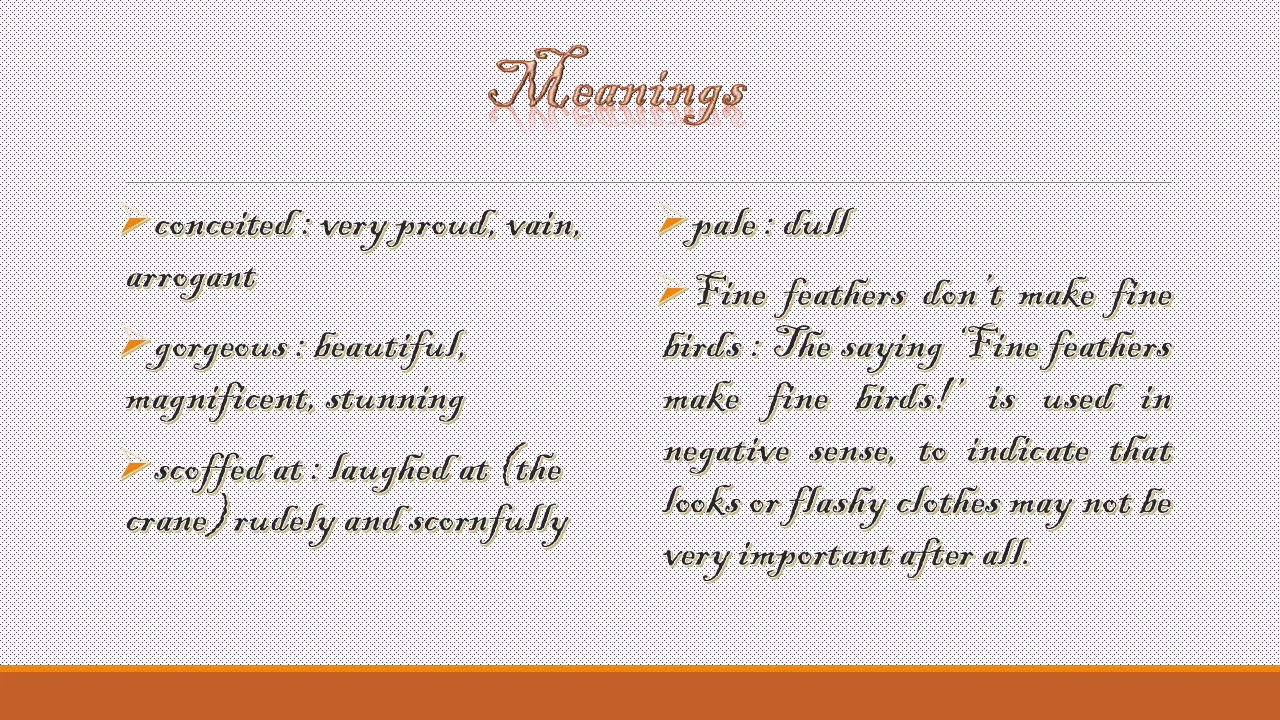 Meanings
conceited : very proud, vain,
arrogant
gorgeous : beautiful,
magnificent, stunning
scoffed at : laughed at (the
crane) rudely and scornfully
pale : dull
Fine feathers don't make fine
birds : The saying 'Fine feathers
make fine birds!' is used in
negative sense, to indicate that
looks or flashy clothes may not be
very important after all.